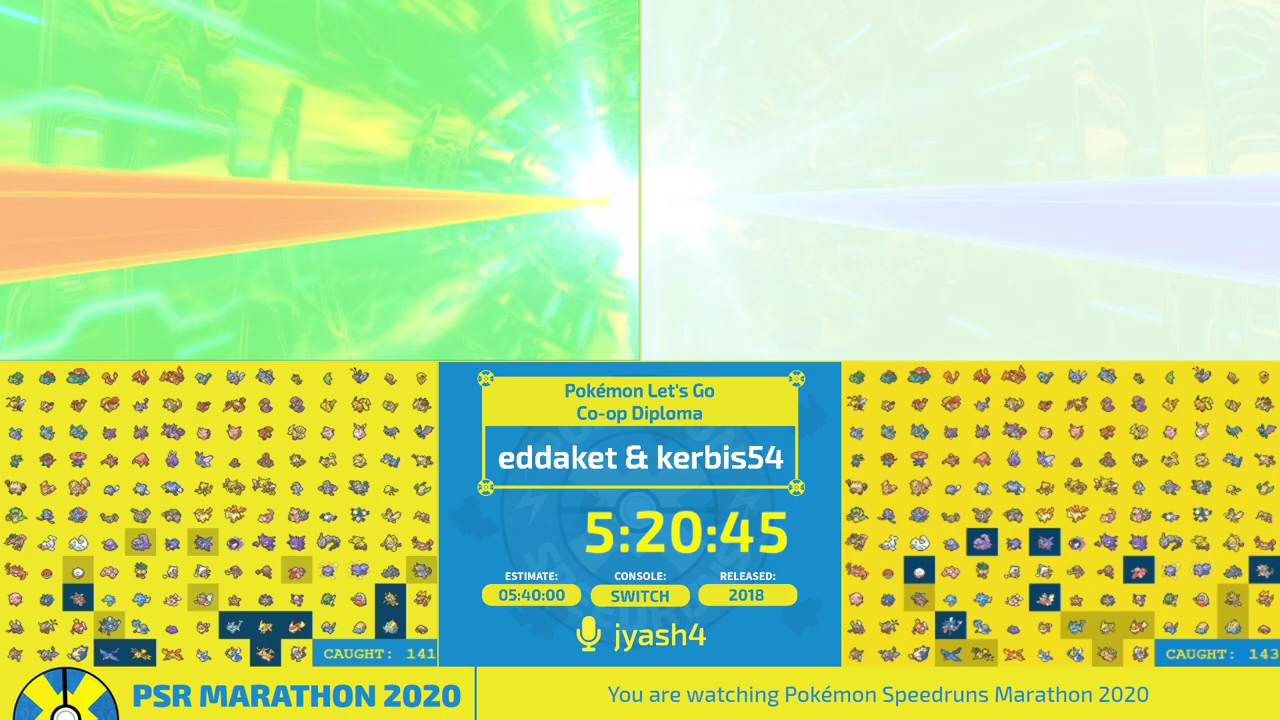 Pokémon Let's Go
Co-op Diploma
eddaket & kerbis54
5:20:45
ESTIMATE: CONSOLE: RELEASED:
05:40:00 SWITCH 2018
jyash4
CAUGHT: 141
CAUGHT: 143
PSR MARATHON 2020
You are watching Pokémon Speedruns Marathon 2020